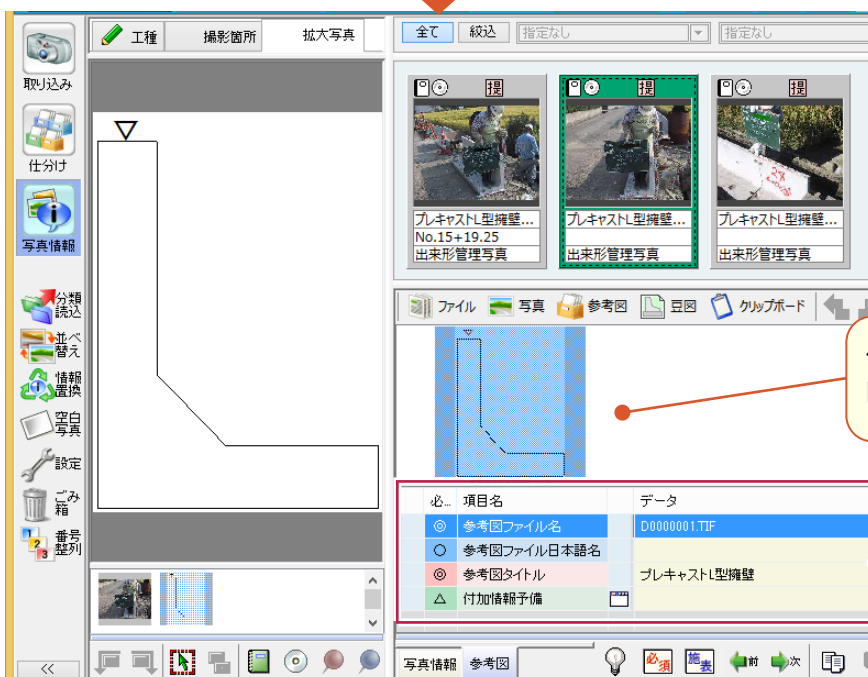 工種
撮影箇所
拡大写真
全て
絞込
指定なし
指定なし
取り込み
仕分け
写真情報
分類
読込
並べ
替え
情報
置換
空白
写真
設定
ごみ
箱
番号
整列
<<
提
プレキャストL型擁壁...
No.15+19.25
出来形管理写真
提
プレキャストL型擁壁...
出来形管理写真
提
プレキャストL型擁壁...
出来形管理写真
ファイル
写真
参考図
豆図
クリップボード
必...
項目名
データ
◎
参考図ファイル名
D0000001.TIF
○
参考図ファイル日本語名
◎
参考図タイトル
プレキャストL型擁壁
△
付加情報予備
写真情報
参考図
必須
施表
前
次